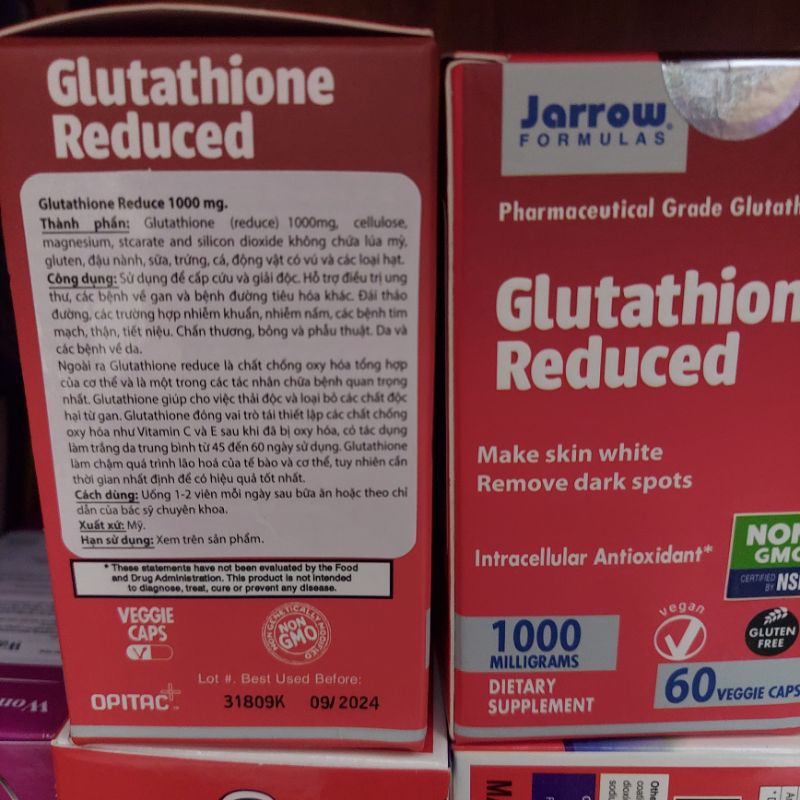 Glutathione
Reduced
Glutathione Reduce 1000 mg.
Thành phần: Glutathione (reduce) 1000mg, cellulose,
magnesium, stcarate and silicon dioxide không chứa lúa mỳ,
gluten, đậu nành, sữa, trứng, cá, động vật có vú và các loại hạt.
Công dụng: Sử dụng để cấp cứu và giải độc. Hỗ trợ điều trị ung
thư, các bệnh về gan và bệnh đường tiêu hóa khác. Đái tháo
đường, các trường hợp nhiễm khuẩn, nhiễm nấm, các bệnh tim
mạch, thận, tiết niệu. Chấn thương, bỏng và phẫu thuật. Da và
các bệnh về da.
Ngoài ra Glutathione reduce là chất chống oxy hóa tổng hợp
của cơ thể và là một trong các tác nhân chữa bệnh quan trọng
nhất. Glutathione giúp cho việc thải độc và loại bỏ các chất độc
hại từ gan. Glutathione đóng vai trò tái thiết lập các chất chống
oxy hóa như Vitamin C và E sau khi đã bị oxy hóa, có tác dụng
làm trắng da trung bình từ 45 đến 60 ngày sử dụng. Glutathione
làm chậm quá trình lão hoá của tế bào và cơ thể, tuy nhiên cần
thời gian nhất định để có hiệu quả tốt nhất.
Cách dùng: Uống 1-2 viên mỗi ngày sau bữa ăn hoặc theo chỉ
dẫn của bác sỹ chuyên khoa.
Xuất xứ: Mỹ.
Hạn sử dụng: Xem trên sản phẩm.
* These statements have not been evaluated by the Food
and Drug Administration. This product is not intended
to diagnose, treat, cure or prevent any disease.
VEGGIE
CAPS
V
NON GENETICALLY MODIFIED
NON
GMO
Lot #. Best Used Before:
OPITAC
31809K 09/2024
Jarrow
FORMULAS®
USA
Pharmaceutical Grade Glutath
Glutathion
Reduced
Make skin white
Remove dark spots
Intracellular Antioxidant*
NON
GMO
CERTIFIED
BY NS
1000
MILLIGRAMS
vegan
GLUTEN
FREE
DIETARY
SUPPLEMENT
60 VEGGIE CAPS
Wom